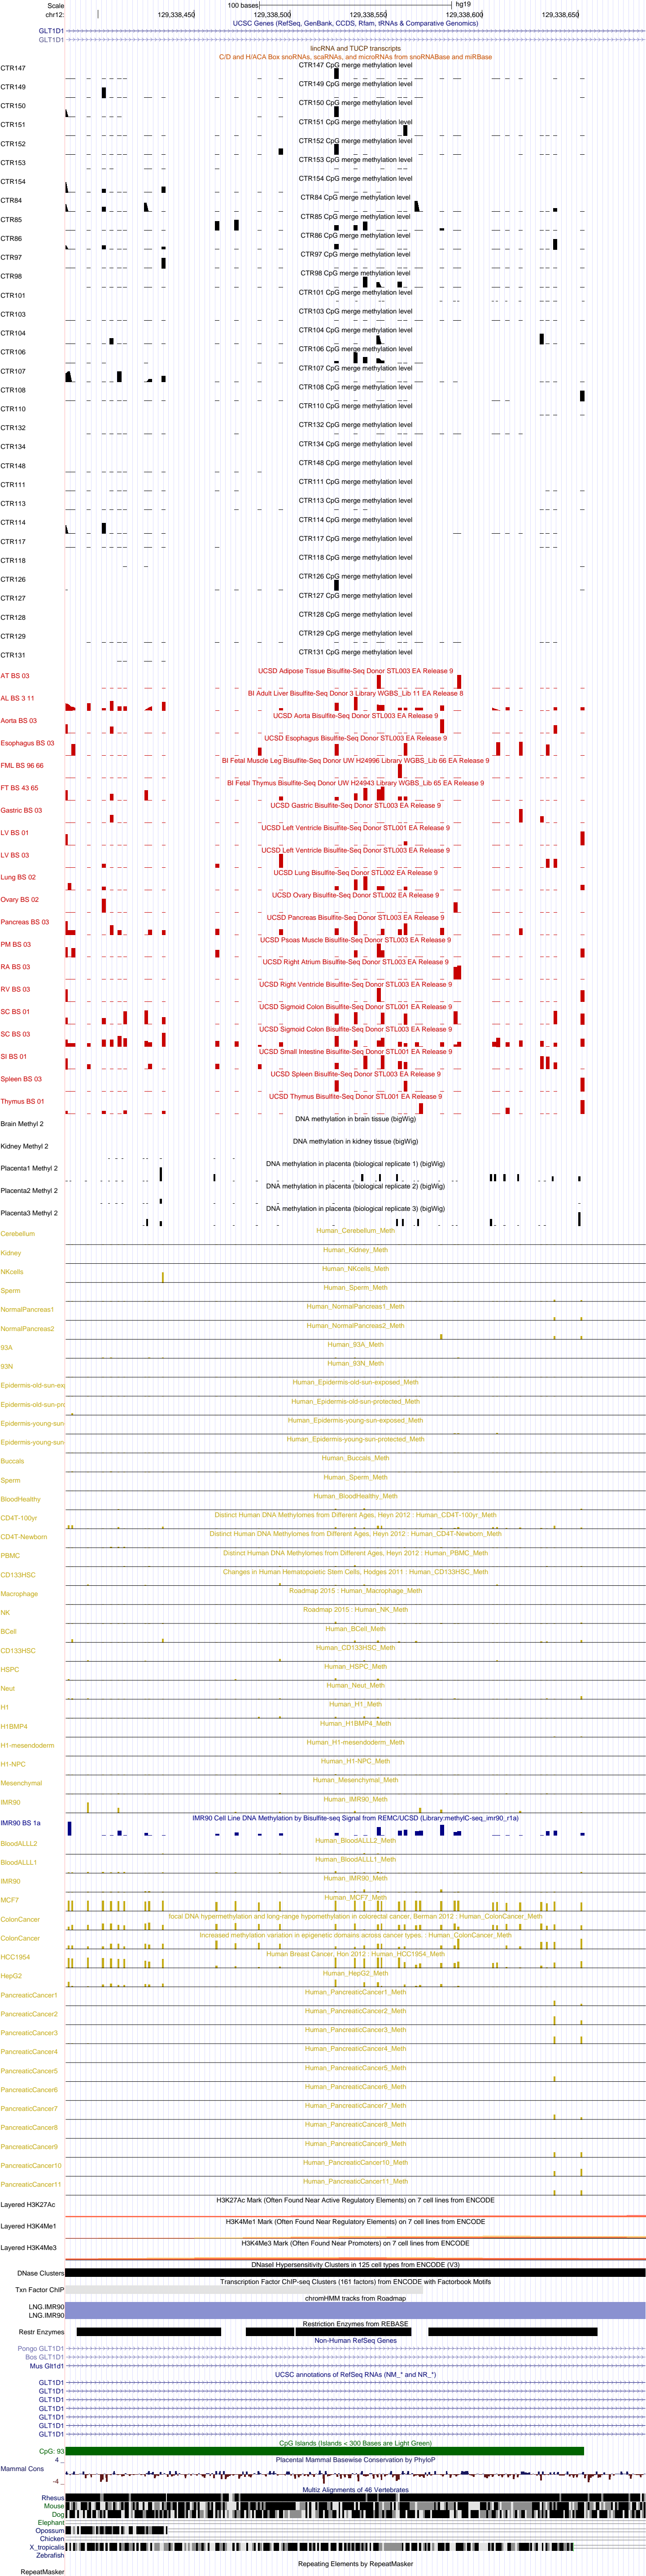 Scale 100 bases hg19
chr12: 129,338,450 129,338,500 129,338,550 129,338,600 129,338,650
UCSC Genes (RefSeq, GenBank, CCDS, Rfam, tRNAs & Comparative Genomics)
GLT1D1
GLT1D1
lincRNA and TUCP transcripts
C/D and H/ACA Box snoRNAs, scaRNAs, and microRNAs from snoRNABase and miRBase
CTR147 CTR147 CpG merge methylation level
CTR149 CTR149 CpG merge methylation level
CTR150 CTR150 CpG merge methylation level
CTR151 CTR151 CpG merge methylation level
CTR152 CTR152 CpG merge methylation level
CTR153 CTR153 CpG merge methylation level
CTR154 CTR154 CpG merge methylation level
CTR84 CTR84 CpG merge methylation level
CTR85 CTR85 CpG merge methylation level
CTR86 CTR86 CpG merge methylation level
CTR97 CTR97 CpG merge methylation level
CTR98 CTR98 CpG merge methylation level
CTR101 CTR101 CpG merge methylation level
CTR103 CTR103 CpG merge methylation level
CTR104 CTR104 CpG merge methylation level
CTR106 CTR106 CpG merge methylation level
CTR107 CTR107 CpG merge methylation level
CTR108 CTR108 CpG merge methylation level
CTR110 CTR110 CpG merge methylation level
CTR132 CTR132 CpG merge methylation level
CTR134 CTR134 CpG merge methylation level
CTR148 CTR148 CpG merge methylation level
CTR111 CTR111 CpG merge methylation level
CTR113 CTR113 CpG merge methylation level
CTR114 CTR114 CpG merge methylation level
CTR117 CTR117 CpG merge methylation level
CTR118 CTR118 CpG merge methylation level
CTR126 CTR126 CpG merge methylation level
CTR127 CTR127 CpG merge methylation level
CTR128 CTR128 CpG merge methylation level
CTR129 CTR129 CpG merge methylation level
CTR131 CTR131 CpG merge methylation level
UCSD Adipose Tissue Bisulfite-Seq Donor STL003 EA Release 9
AT BS 03
BI Adult Liver Bisulfite-Seq Donor 3 Library WGBS_Lib 11 EA Release 8
AL BS 3 11
UCSD Aorta Bisulfite-Seq Donor STL003 EA Release 9
Aorta BS 03
UCSD Esophagus Bisulfite-Seq Donor STL003 EA Release 9
Esophagus BS 03
BI Fetal Muscle Leg Bisulfite-Seq Donor UW H24996 Library WGBS_Lib 66 EA Release 9
FML BS 96 66
BI Fetal Thymus Bisulfite-Seq Donor UW H24943 Library WGBS_Lib 65 EA Release 9
FT BS 43 65
UCSD Gastric Bisulfite-Seq Donor STL003 EA Release 9
Gastric BS 03
UCSD Left Ventricle Bisulfite-Seq Donor STL001 EA Release 9
LV BS 01
UCSD Left Ventricle Bisulfite-Seq Donor STL003 EA Release 9
LV BS 03
UCSD Lung Bisulfite-Seq Donor STL002 EA Release 9
Lung BS 02
UCSD Ovary Bisulfite-Seq Donor STL002 EA Release 9
Ovary BS 02
UCSD Pancreas Bisulfite-Seq Donor STL003 EA Release 9
Pancreas BS 03
UCSD Psoas Muscle Bisulfite-Seq Donor STL003 EA Release 9
PM BS 03
UCSD Right Atrium Bisulfite-Seq Donor STL003 EA Release 9
RA BS 03
UCSD Right Ventricle Bisulfite-Seq Donor STL003 EA Release 9
RV BS 03
UCSD Sigmoid Colon Bisulfite-Seq Donor STL001 EA Release 9
SC BS 01
UCSD Sigmoid Colon Bisulfite-Seq Donor STL003 EA Release 9
SC BS 03
UCSD Small Intestine Bisulfite-Seq Donor STL001 EA Release 9
SI BS 01
UCSD Spleen Bisulfite-Seq Donor STL003 EA Release 9
Spleen BS 03
UCSD Thymus Bisulfite-Seq Donor STL001 EA Release 9
Thymus BS 01
DNA methylation in brain tissue (bigWig)
Brain Methyl 2
DNA methylation in kidney tissue (bigWig)
Kidney Methyl 2
DNA methylation in placenta (biological replicate 1) (bigWig)
Placenta1 Methyl 2
DNA methylation in placenta (biological replicate 2) (bigWig)
Placenta2 Methyl 2
DNA methylation in placenta (biological replicate 3) (bigWig)
Placenta3 Methyl 2
Cerebellum Human_Cerebellum_Meth
Kidney Human_Kidney_Meth
NKcells Human_NKcells_Meth
Sperm Human_Sperm_Meth
NormalPancreas1 Human_NormalPancreas1_Meth
NormalPancreas2 Human_NormalPancreas2_Meth
93A Human_93A_Meth
93N Human_93N_Meth
Epidermis-old-sun-ex Human_Epidermis-old-sun-exposed_Meth
Epidermis-old-sun-pr Human_Epidermis-old-sun-protected_Meth
Epidermis-young-sun Human_Epidermis-young-sun-exposed_Meth
Epidermis-young-sun Human_Epidermis-young-sun-protected_Meth
Buccals Human_Buccals_Meth
Sperm Human_Sperm_Meth
BloodHealthy Human_BloodHealthy_Meth
CD4T-100yr Distinct Human DNA Methylomes from Different Ages, Heyn 2012 : Human_CD4T-100yr_Meth
CD4T-Newborn Distinct Human DNA Methylomes from Different Ages, Heyn 2012 : Human_CD4T-Newborn_Meth
PBMC Distinct Human DNA Methylomes from Different Ages, Heyn 2012 : Human_PBMC_Meth
CD133HSC Changes in Human Hematopoietic Stem Cells, Hodges 2011 : Human_CD133HSC_Meth
Macrophage Roadmap 2015 : Human_Macrophage_Meth
NK Roadmap 2015 : Human_NK_Meth
BCell Human_BCell_Meth
CD133HSC Human_CD133HSC_Meth
HSPC Human_HSPC_Meth
Neut Human_Neut_Meth
H1 Human_H1_Meth
H1BMP4 Human_H1BMP4_Meth
H1-mesendoderm Human_H1-mesendoderm_Meth
H1-NPC Human_H1-NPC_Meth
Mesenchymal Human_Mesenchymal_Meth
IMR90 Human_IMR90_Meth
IMR90 Cell Line DNA Methylation by Bisulfite-seq Signal from REMC/UCSD (Library:methylC-seq_imr90_r1a)
IMR90 BS 1a
BloodALLL2 Human_BloodALLL2_Meth
BloodALLL1 Human_BloodALLL1_Meth
IMR90 Human_IMR90_Meth
MCF7 Human_MCF7_Meth
ColonCancer focal DNA hypermethylation and long-range hypomethylation in colorectal cancer, Berman 2012 : Human_ColonCancer_Meth
ColonCancer Increased methylation variation in epigenetic domains across cancer types. : Human_ColonCancer_Meth
HCC1954 Human Breast Cancer, Hon 2012 : Human_HCC1954_Meth
HepG2 Human_HepG2_Meth
PancreaticCancer1 Human_PancreaticCancer1_Meth
PancreaticCancer2 Human_PancreaticCancer2_Meth
PancreaticCancer3 Human_PancreaticCancer3_Meth
PancreaticCancer4 Human_PancreaticCancer4_Meth
PancreaticCancer5 Human_PancreaticCancer5_Meth
PancreaticCancer6 Human_PancreaticCancer6_Meth
PancreaticCancer7 Human_PancreaticCancer7_Meth
PancreaticCancer8 Human_PancreaticCancer8_Meth
PancreaticCancer9 Human_PancreaticCancer9_Meth
PancreaticCancer10 Human_PancreaticCancer10_Meth
PancreaticCancer11 Human_PancreaticCancer11_Meth
H3K27Ac Mark (Often Found Near Active Regulatory Elements) on 7 cell lines from ENCODE
Layered H3K27Ac
H3K4Me1 Mark (Often Found Near Regulatory Elements) on 7 cell lines from ENCODE
Layered H3K4Me1
H3K4Me3 Mark (Often Found Near Promoters) on 7 cell lines from ENCODE
Layered H3K4Me3
DNaseI Hypersensitivity Clusters in 125 cell types from ENCODE (V3)
DNase Clusters
Transcription Factor ChIP-seq Clusters (161 factors) from ENCODE with Factorbook Motifs
Txn Factor ChIP
chromHMM tracks from Roadmap
LNG.IMR90
LNG.IMR90
Restriction Enzymes from REBASE
Restr Enzymes
Non-Human RefSeq Genes
Pongo GLT1D1
Bos GLT1D1
Mus Glt1d1
UCSC annotations of RefSeq RNAs (NM_* and NR_*)
GLT1D1
GLT1D1
GLT1D1
GLT1D1
GLT1D1
GLT1D1
GLT1D1
CpG Islands (Islands < 300 Bases are Light Green)
CpG: 93
Placental Mammal Basewise Conservation by PhyloP
4 _
Mammal Cons
-4 _
Multiz Alignments of 46 Vertebrates
Rhesus
Mouse
Dog
Elephant
Opossum
Chicken
X_tropicalis
Zebrafish
Repeating Elements by RepeatMasker
RepeatMasker